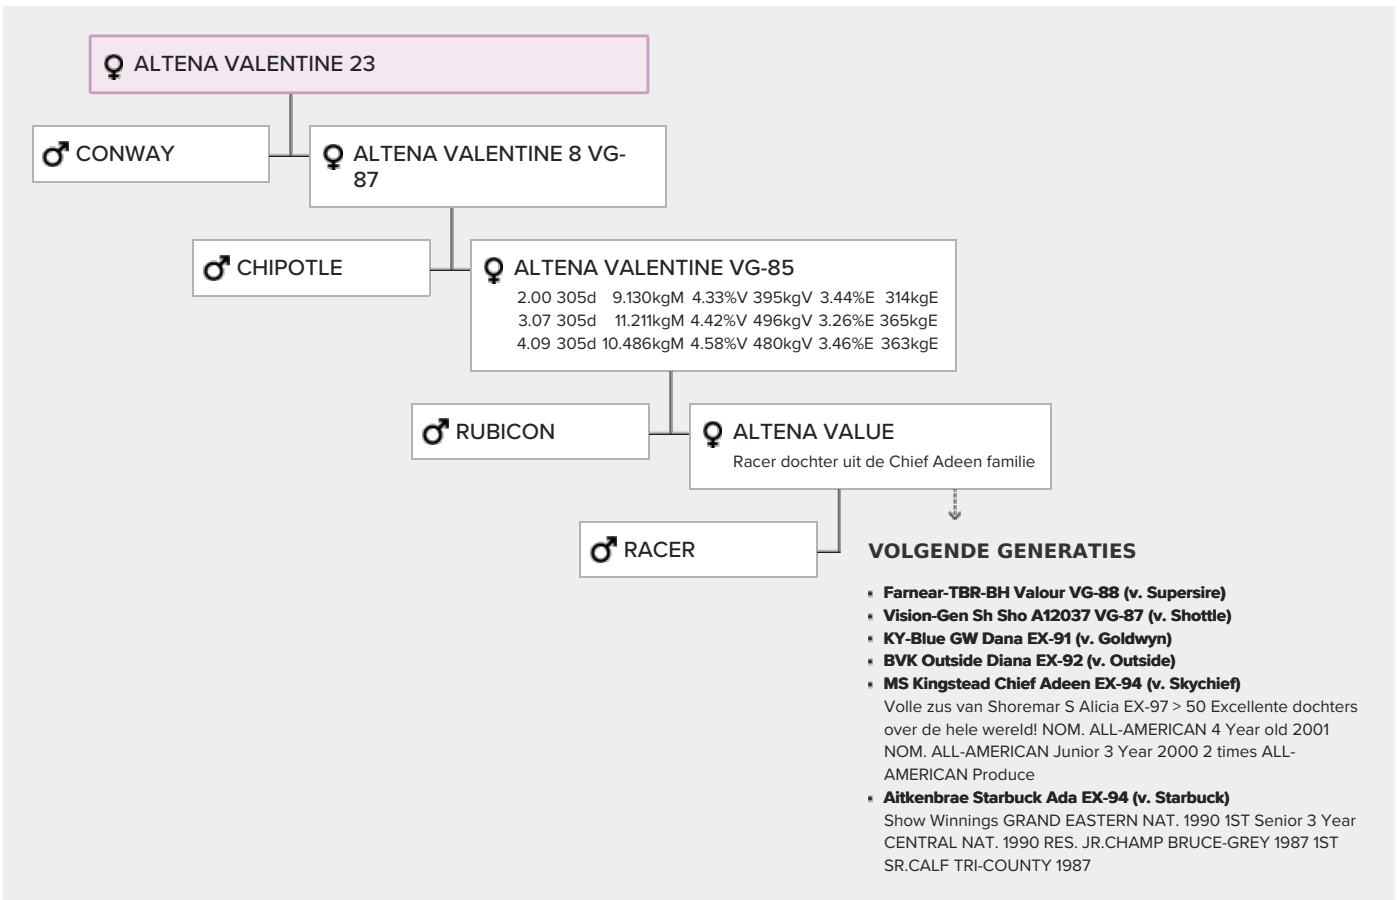 ALTENA VALENTINE 23
CONWAY
ALTENA VALENTINE 8 VG-
87
CHIPOTLE
ALTENA VALENTINE VG-85
2.00 305d 9.130kgM 4.33%V 395kgV 3.44%E 314kgE
3.07 305d 11.211kgM 4.42%V 496kgV 3.26%E 365kgE
4.09 305d 10.486kgM 4.58%V 480kgV 3.46%E 363kgE
RUBICON
ALTENA VALUE
Racer dochter uit de Chief Adeen familie
RACER
VOLGENDE GENERATIES
Farnear-TBR-BH Valour VG-88 (v. Supersire)
Vision-Gen Sh Sho A12037 VG-87 (v. Shottle)
KY-Blue GW Dana EX-91 (v. Goldwyn)
BVK Outside Diana EX-92 (v. Outside)
MS Kingstead Chief Adeen EX-94 (v. Skychief)
Volle zus van Shoremar S Alicia EX-97 > 50 Excellente dochters
over de hele wereld! NOM. ALL-AMERICAN 4 Year old 2001
NOM. ALL-AMERICAN Junior 3 Year 2000 2 times ALL-
AMERICAN Produce
Aitkenbrae Starbuck Ada EX-94 (v. Starbuck)
Show Winnings GRAND EASTERN NAT. 1990 1ST Senior 3 Year
CENTRAL NAT. 1990 RES. JR.CHAMP BRUCE-GREY 1987 1ST
SR.CALF TRI-COUNTY 1987